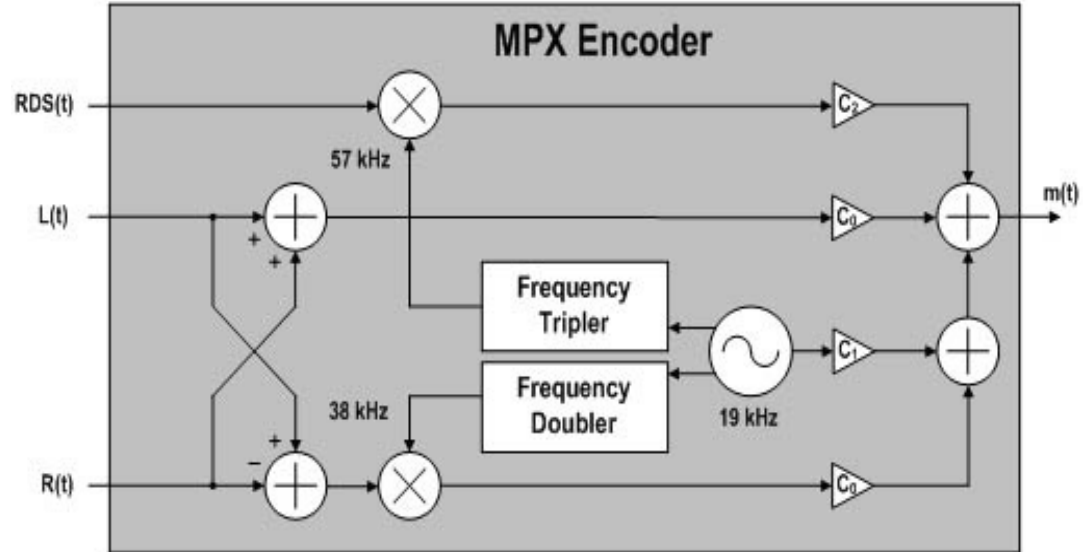 MPX Encoder
RDS(t)
C₂
57 kHz
L(t)
+
+
C₀
m(t)
Frequency
Tripler
C₁
Frequency
Doubler
38 kHz
19 kHz
+
−
R(t)
C₀